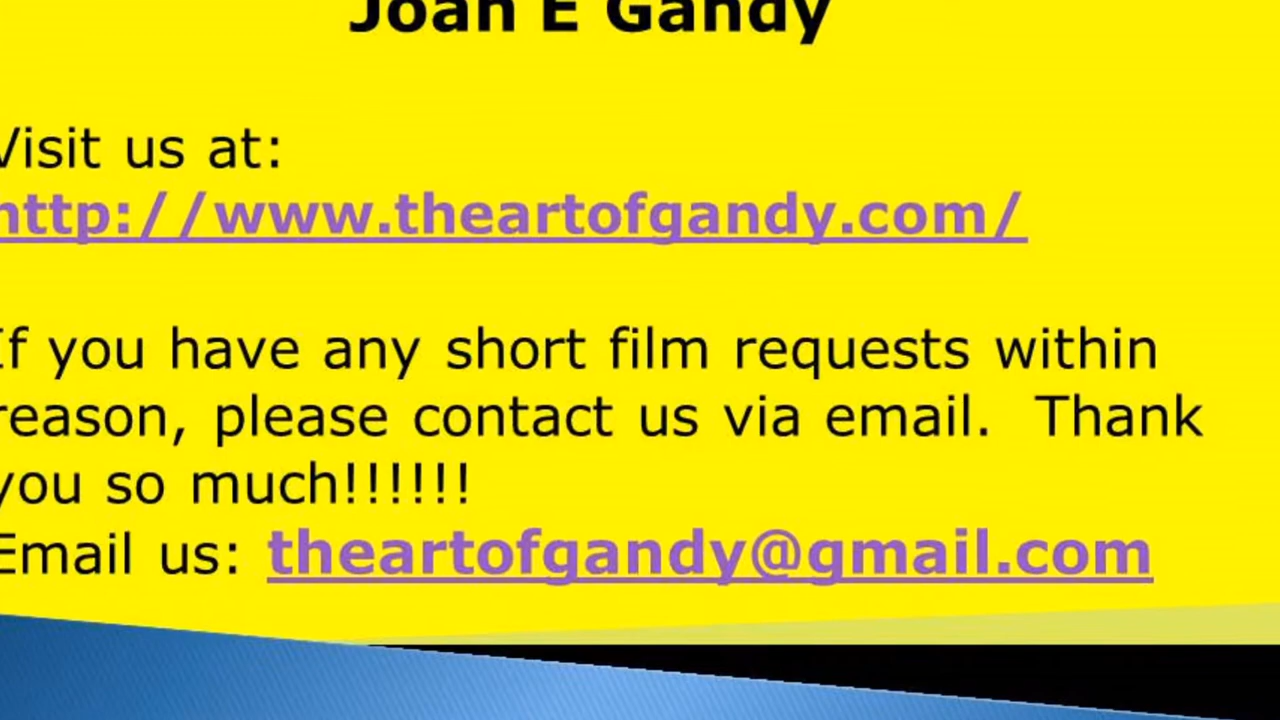 Joan E Gandy
Visit us at:
http://www.theartofgandy.com/
If you have any short film requests within
reason, please contact us via email.  Thank
you so much!!!!!!
Email us: theartofgandy@gmail.com